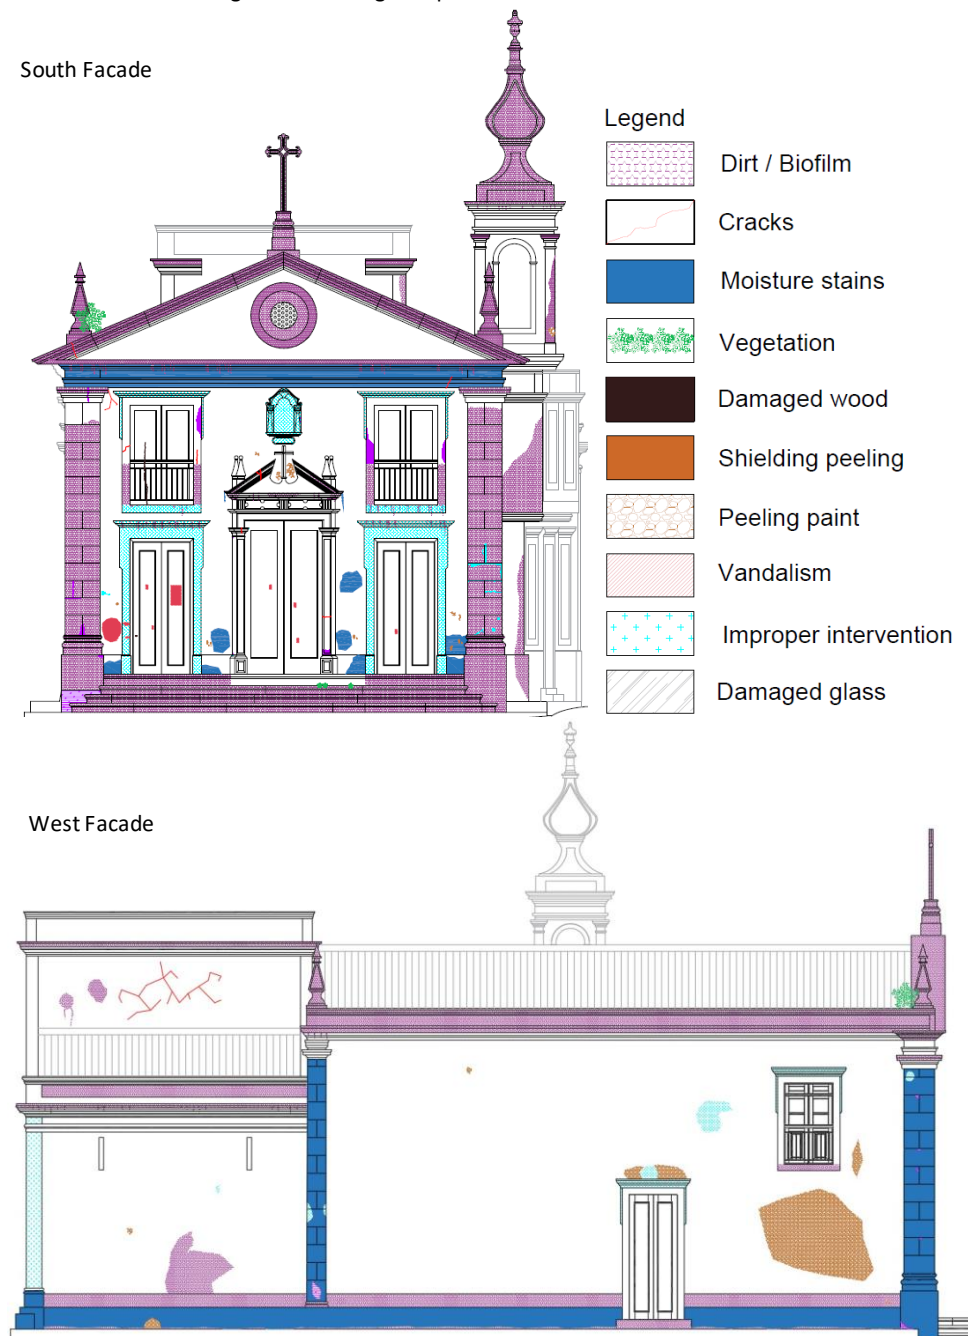 South Facade
Legend
Dirt / Biofilm
Cracks
Moisture stains
Vegetation
Damaged wood
Shielding peeling
Peeling paint
Vandalism
Improper intervention
Damaged glass
West Facade